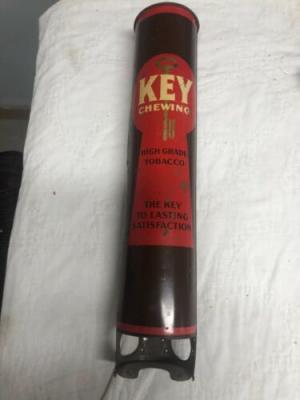 KEY
CHEWING
HIGH GRADE
TOBACCO
THE KEY
TO LASTING
SATISFACTION